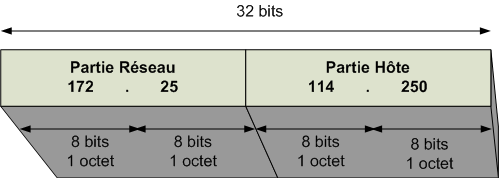 32 bits
Partie Réseau
172 . 25
Partie Hôte
114 . 250
8 bits
1 octet
8 bits
1 octet
8 bits
1 octet
8 bits
1 octet